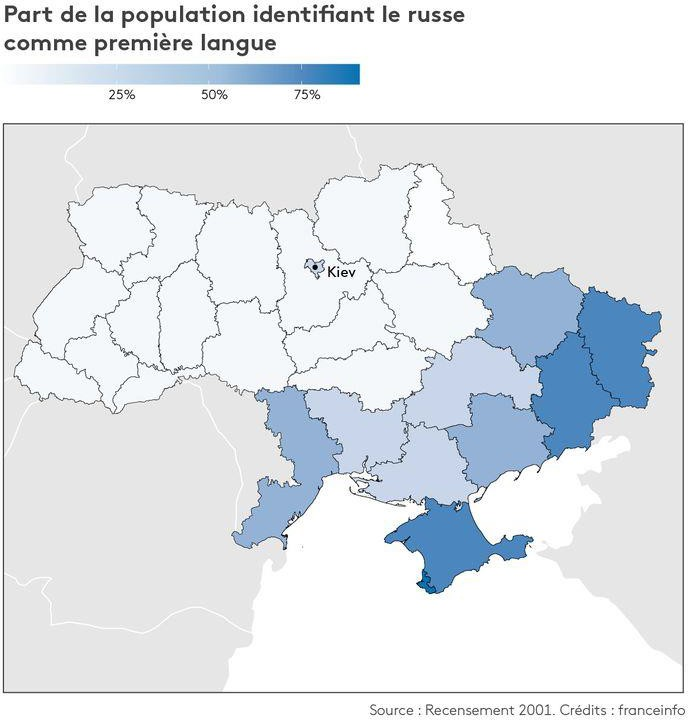 Part de la population identifiant le russe
comme première langue
25% 50% 75%
Kiev
Source : Recensement 2001. Crédits : franceinfo